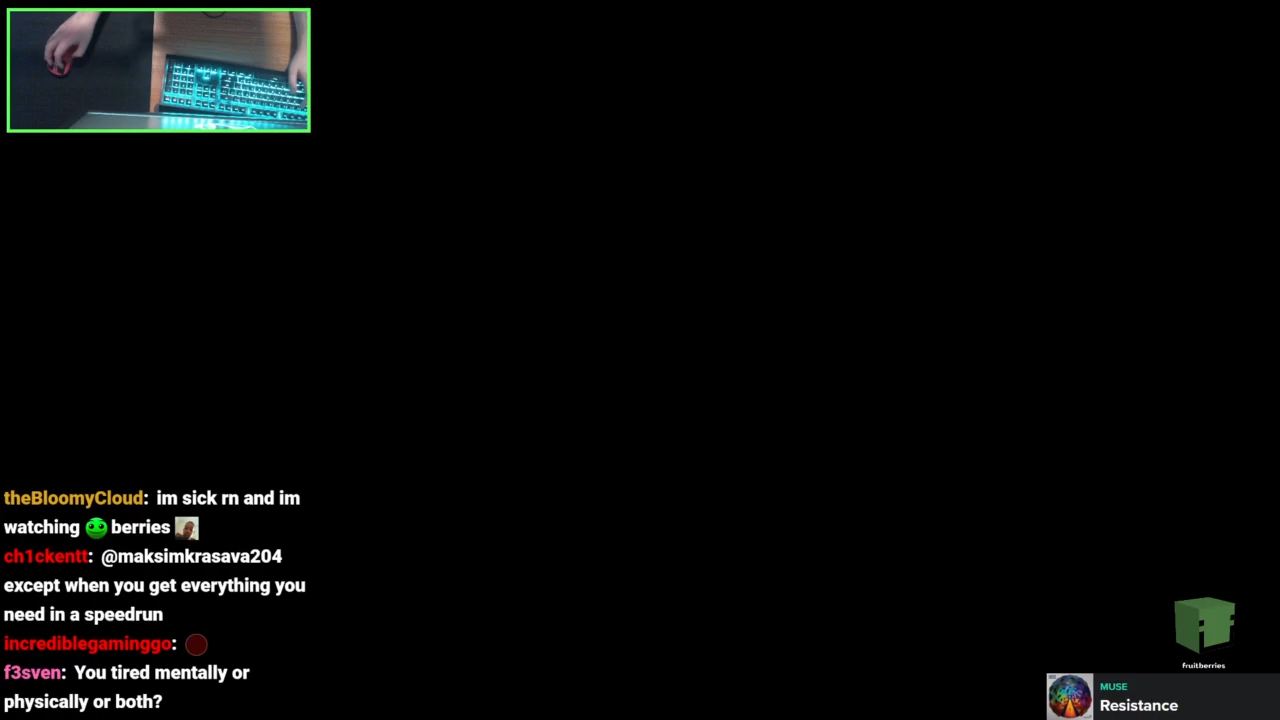 theBloomyCloud: im sick rn and im
watching berries
ch1ckentt: @maksimkrasava204
except when you get everything you
need in a speedrun
incrediblegaminggo:
f3sven: You tired mentally or
physically or both?
fruitberries
MUSE
Resistance